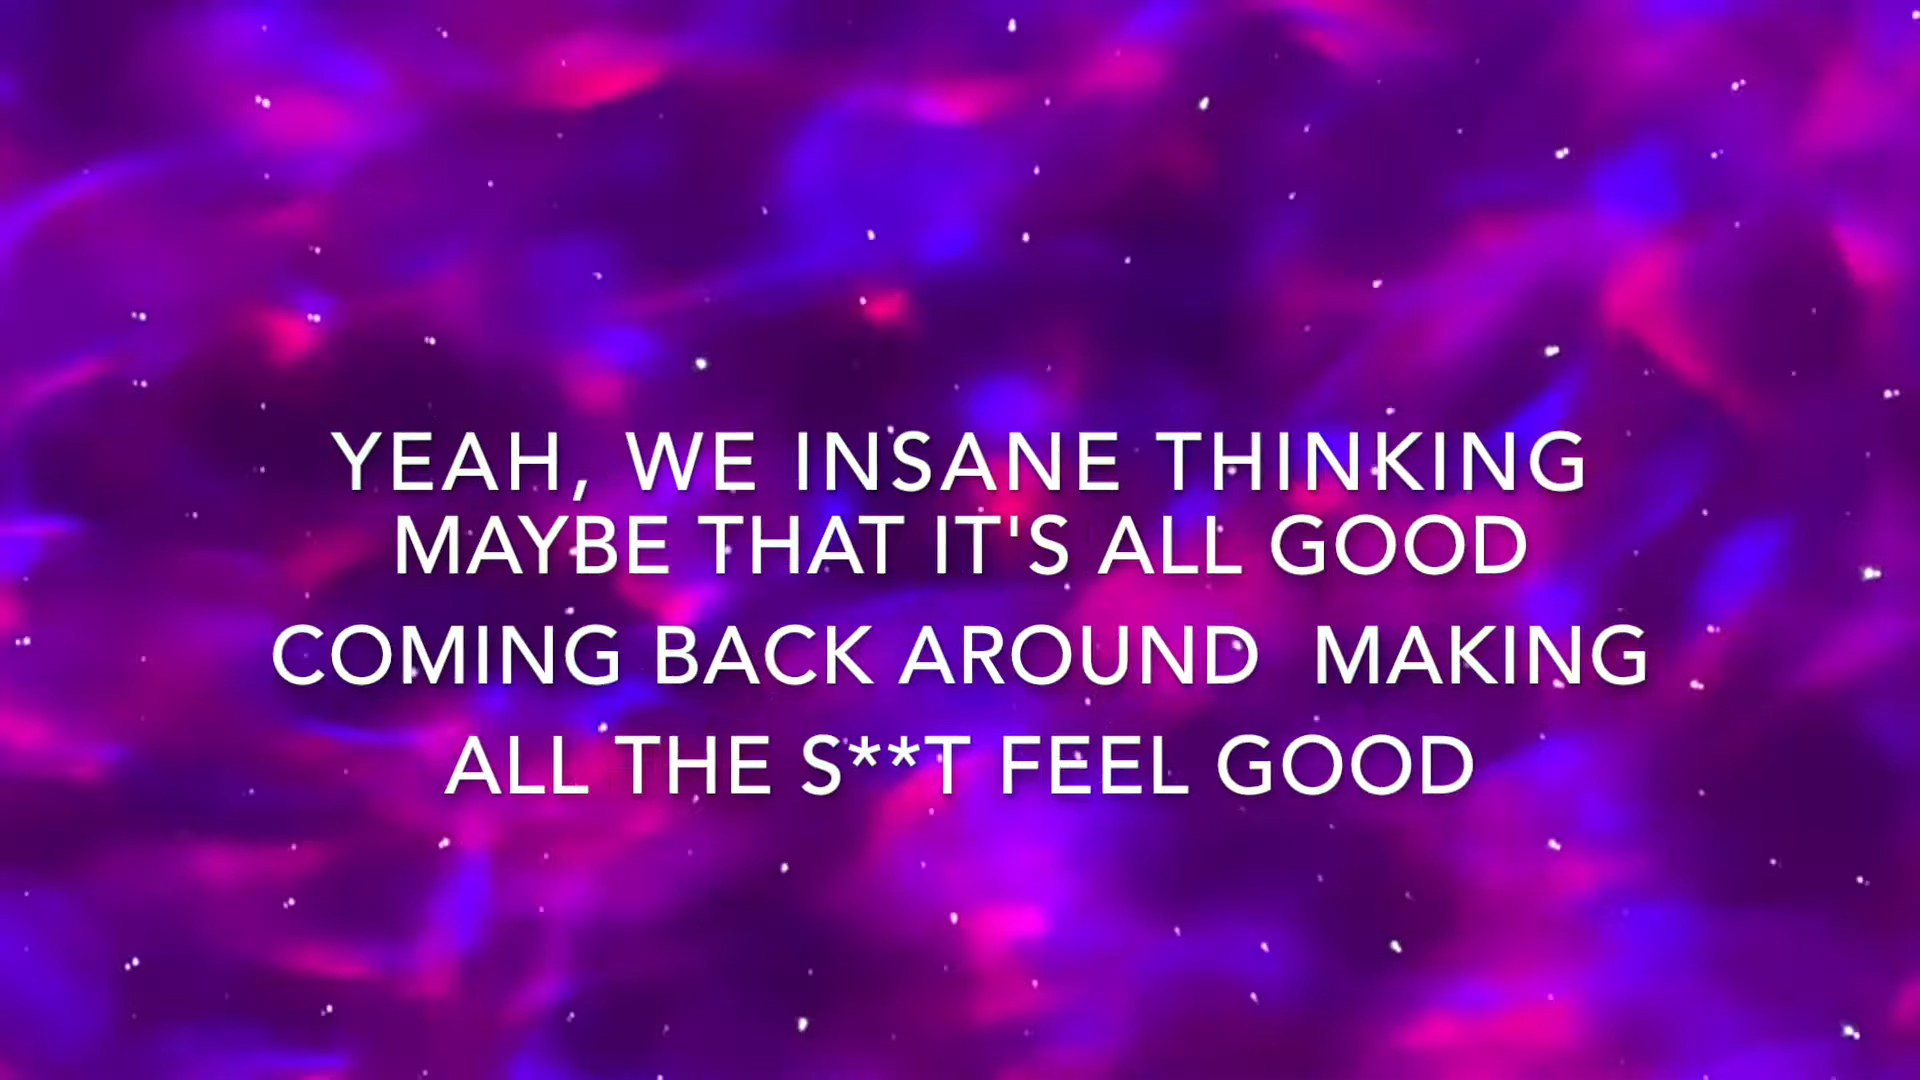 YEAH, WE INSANE THINKING
MAYBE THAT IT'S ALL GOOD
COMING BACK AROUND  MAKING
ALL THE S**T FEEL GOOD